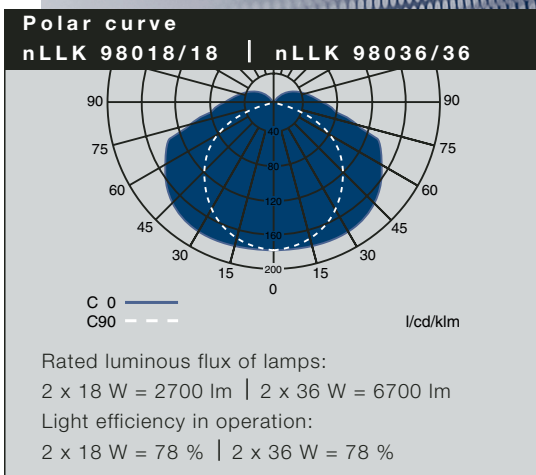 Polar curve
nLLK 98018/18 | nLLK 98036/36
90 90
40
75 75
80
60 60
120
45 45
160
30 30
200
15 15
0
C 0
C90 l/cd/klm
Rated luminous flux of lamps:
2 x 18 W = 2700 lm | 2 x 36 W = 6700 lm
Light efficiency in operation:
2 x 18 W = 78 % | 2 x 36 W = 78 %